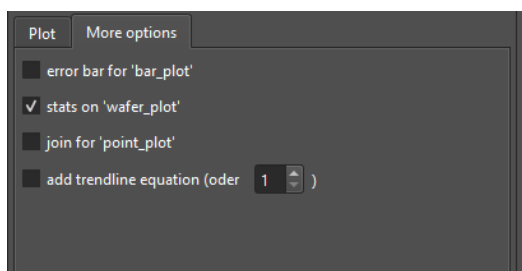 Plot More options
error bar for 'bar_plot'
stats on 'wafer_plot'
join for 'point_plot'
add trendline equation (oder 1 )